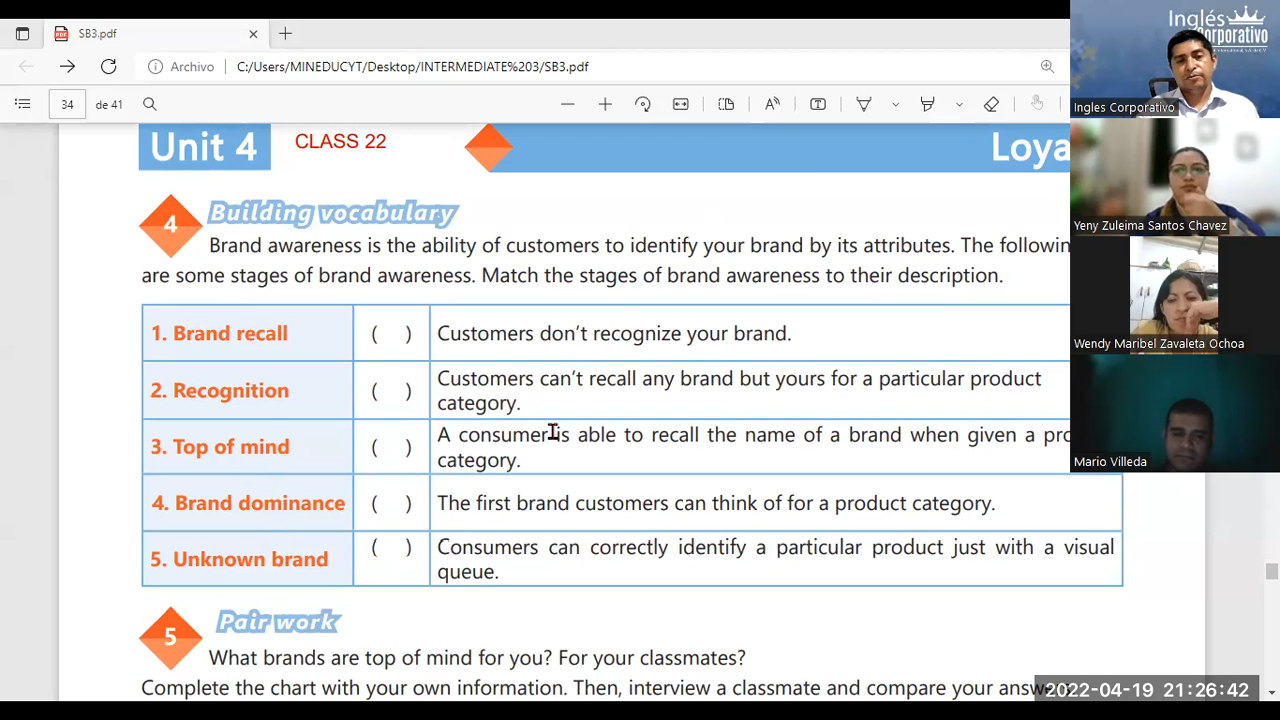 SB3.pdf
Archivo
C:/Users/MINEDUCYT/Desktop/INTERMEDIATE%203/SB3.pdf
34
de 41
Inglés
Corporativo
Ingles Corporativo
Yeny Zuleima Santos Chavez
Wendy Maribel Zavaleta Ochoa
Mario Villeda
Unit 4
CLASS 22
Loya
4
Building vocabulary
Brand awareness is the ability of customers to identify your brand by its attributes. The followin
are some stages of brand awareness. Match the stages of brand awareness to their description.
1. Brand recall ( ) Customers don’t recognize your brand.
2. Recognition ( ) Customers can’t recall any brand but yours for a particular product
category.
3. Top of mind ( ) A consumer is able to recall the name of a brand when given a pro
category.
4. Brand dominance ( ) The first brand customers can think of for a product category.
5. Unknown brand ( ) Consumers can correctly identify a particular product just with a visual
queue.
5
Pair work
What brands are top of mind for you? For your classmates?
Complete the chart with your own information. Then, interview a classmate and compare your answe
2022-04-19 21:26:42